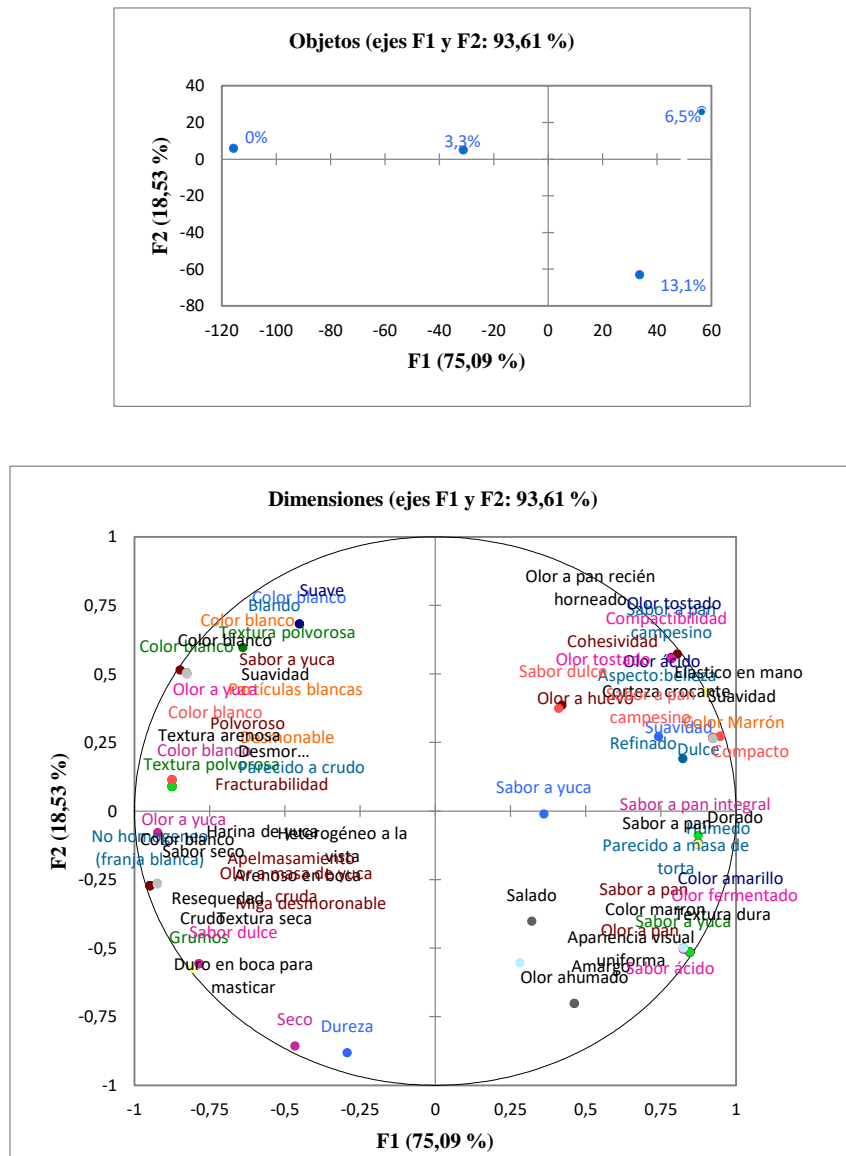 Objetos (ejes F1 y F2: 93,61 %)
40
20
0
-20
-40
-60
-80
F2 (18,53 %)
0%
3,3%
6,5%
13,1%
-120 -100 -80 -60 -40 -20 0 20 40 60
F1 (75,09 %)
Dimensiones (ejes F1 y F2: 93,61 %)
1
0,75
0,5
0,25
0
-0,25
-0,5
-0,75
-1
F2 (18,53 %)
Suave
Color blanco
Blando
Color blanco
Textura polvorosa
Color blanco
Color blanco
Sabor a yuca
Suavidad
Olor a yuca
Partículas blancas
Color blanco
Polvoroso
Textura arenosa
Desmonable
Color blanco
Desmor...
Textura polvorosa
Parecido a crudo
Fracturabilidad
Olor a pan recién
horneado
Olor tostado
Sabor a pan
campesino
Compactibilidad
Cohesividad
Olor tostado
Olor ácido
Sabor dulce
Aspecto:belleza
Elástico en mano
Corteza crocante
Olor a huevo
Sabor a pan
campesino
Suavidad
Suavidad
Color Marrón
Refinado
Dulce
Compacto
Sabor a yuca
Olor a yuca
No homogéneo
(franja blanca)
Color blanco
Harina de yuca
Heterogéneo a la
vista
Sabor seco
Apelmasamiento
Olor a masa de yuca
cruda
Arenoso en boca
Resequedad
Miga desmoronable
Crudo
Textura seca
Sabor dulce
Grumos
Duro en boca para
masticar
Seco
Dureza
Sabor a pan integral
Sabor a pan
Dorado
Húmedo
Parecido a masa de
torta
Color amarillo
Salado
Sabor a pan
Olor fermentado
Color marron
Textura dura
Sabor a yuca
Olor a pan
Apariencia visual
uniforma
Amargo
Sabor ácido
Olor ahumado
-1 -0,75 -0,5 -0,25 0 0,25 0,5 0,75 1
F1 (75,09 %)